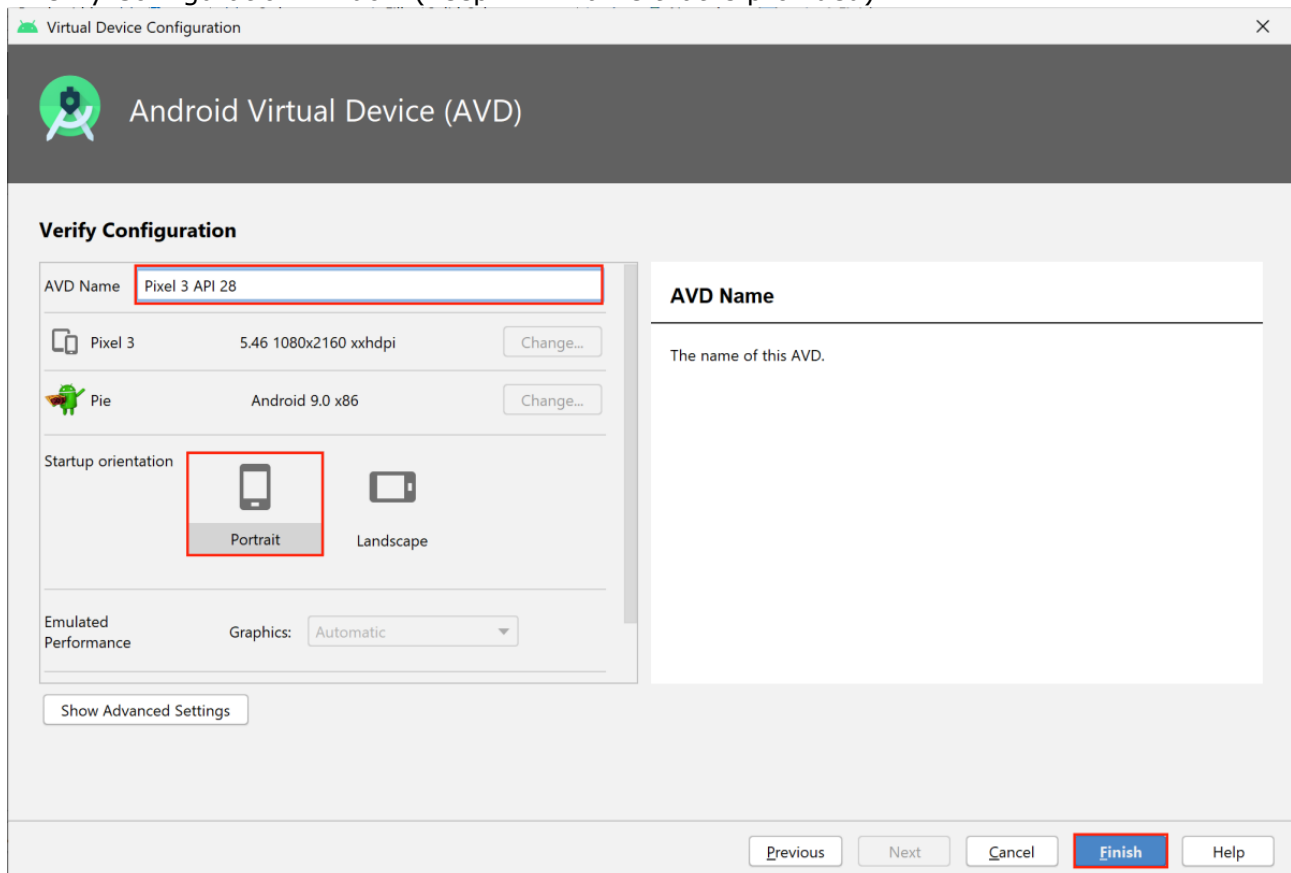 Virtual Device Configuration
Android Virtual Device (AVD)
Verify Configuration
AVD Name Pixel 3 API 28
Pixel 3 5.46 1080x2160 xxhdpi Change...
Pie Android 9.0 x86 Change...
Startup orientation
Portrait Landscape
Emulated
Performance
Graphics: Automatic
Show Advanced Settings
AVD Name
The name of this AVD.
Previous Next Cancel Finish Help